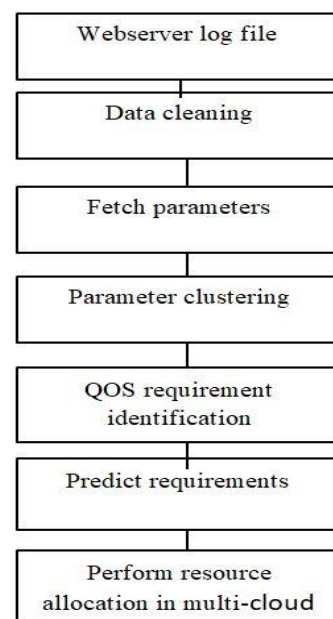 Webserver log file
Data cleaning
Fetch parameters
Parameter clustering
QOS requirement
identification
Predict requirements
Perform resource
allocation in multi-cloud